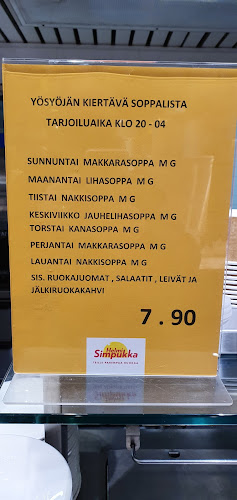 YÖSYÖJÄN KIERTÄVÄ SOPPALISTA
TARJOILUAIKA KLO 20 - 04
SUNNUNTAI MAKKARASOPPA M G
MAANANTAI LIHASOPPA M G
TIISTAI NAKKISOPPA M G
KESKIVIIKKO JAUHELIHASOPPA M G
TORSTAI KANASOPPA M G
PERJANTAI MAKKARASOPPA M G
LAUANTAI NAKKISOPPA M G
SIS. RUOKAJUOMAT , SALAATIT , LEIVÄT JA
JÄLKIRUOKAKAHVI
7 . 90
Helmi
Simpukka